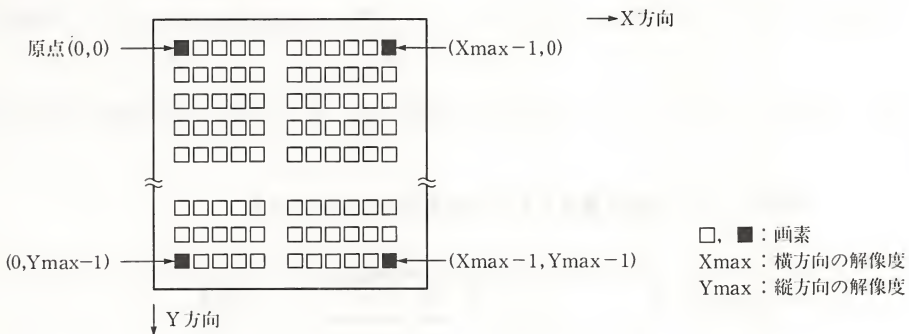 →X方向
原点(0,0)
(Xmax−1,0)
(0,Ymax−1)
(Xmax−1,Ymax−1)
□，■：画素
Xmax：横方向の解像度
Ymax：縦方向の解像度
↓Y方向